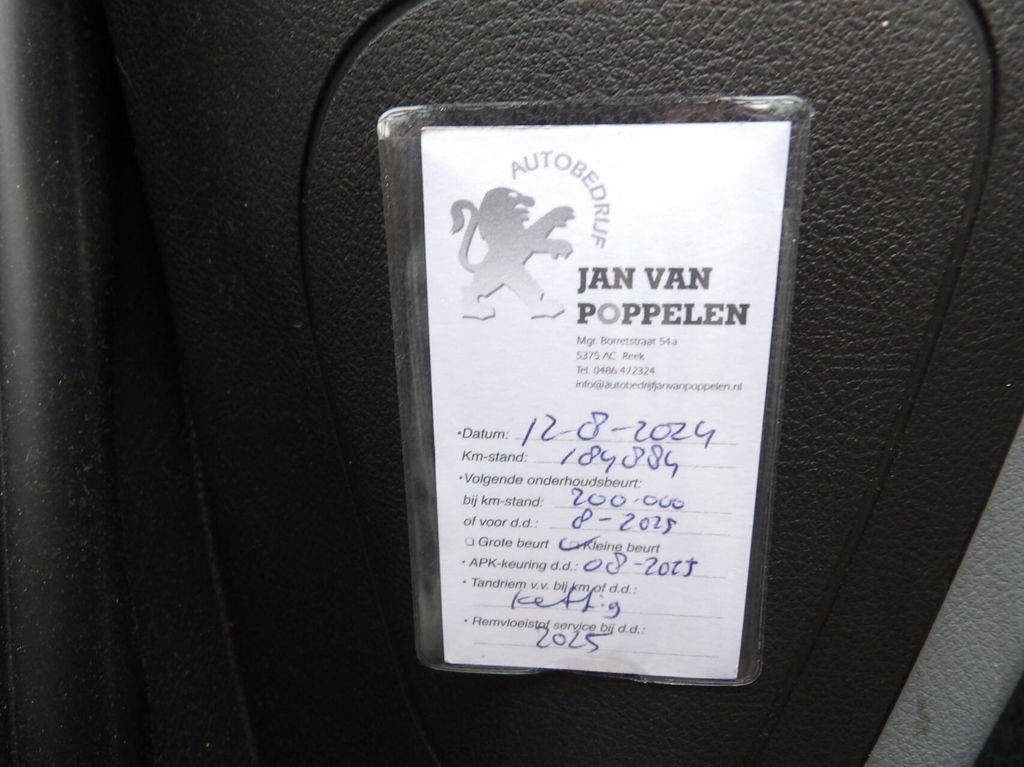 AUTOBEDRIJF
JAN VAN
POPPELEN
Mgr. Borretstraat 54a
5375 AC Reek
Tel. 0486 472324
info@autobedrijfjanvanpoppelen.nl
•Datum: 12-8-2024
Km-stand: 184884
•Volgende onderhoudsbeurt:
bij km-stand: 200.000
of voor d.d.: 8-2025
❑ Grote beurt ❑ Kleine beurt
• APK-keuring d.d.: 08-2025
• Tandriem v.v. bij km of d.d.:
kettig
• Remvloeistof service bij d.d.:
2025